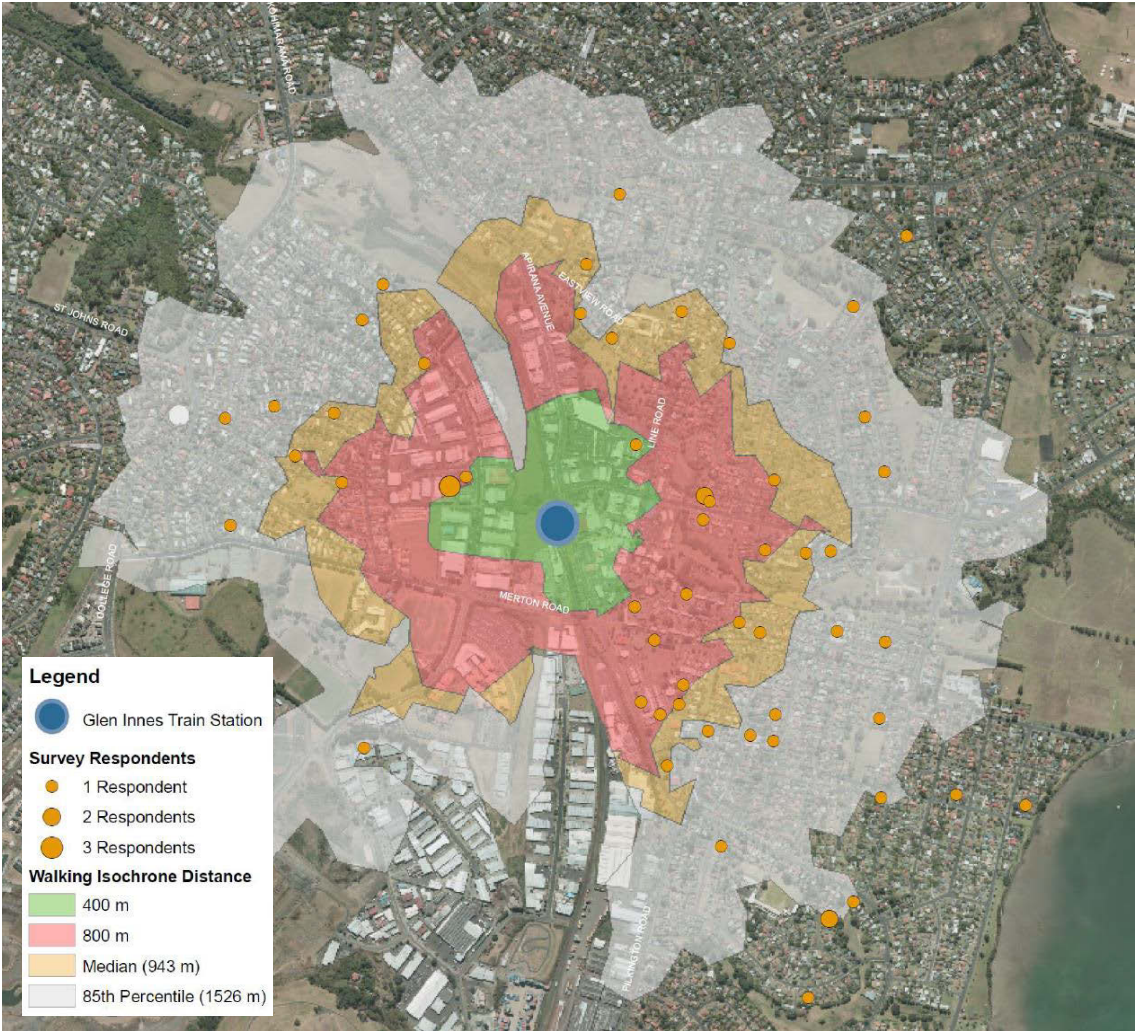 KOHIMARAMA ROAD
ST JOHNS ROAD
APIRANA AVENUE
EASTVIEW ROAD
LINE ROAD
COLLEGE ROAD
MERTON ROAD
PILKINGTON ROAD
Legend
Glen Innes Train Station
Survey Respondents
1 Respondent
2 Respondents
3 Respondents
Walking Isochrone Distance
400 m
800 m
Median (943 m)
85th Percentile (1526 m)